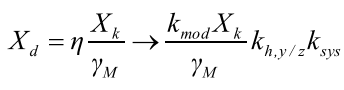 X_d = η X_k / γ_M → k_mod X_k / γ_M k_h,y/z k_sys